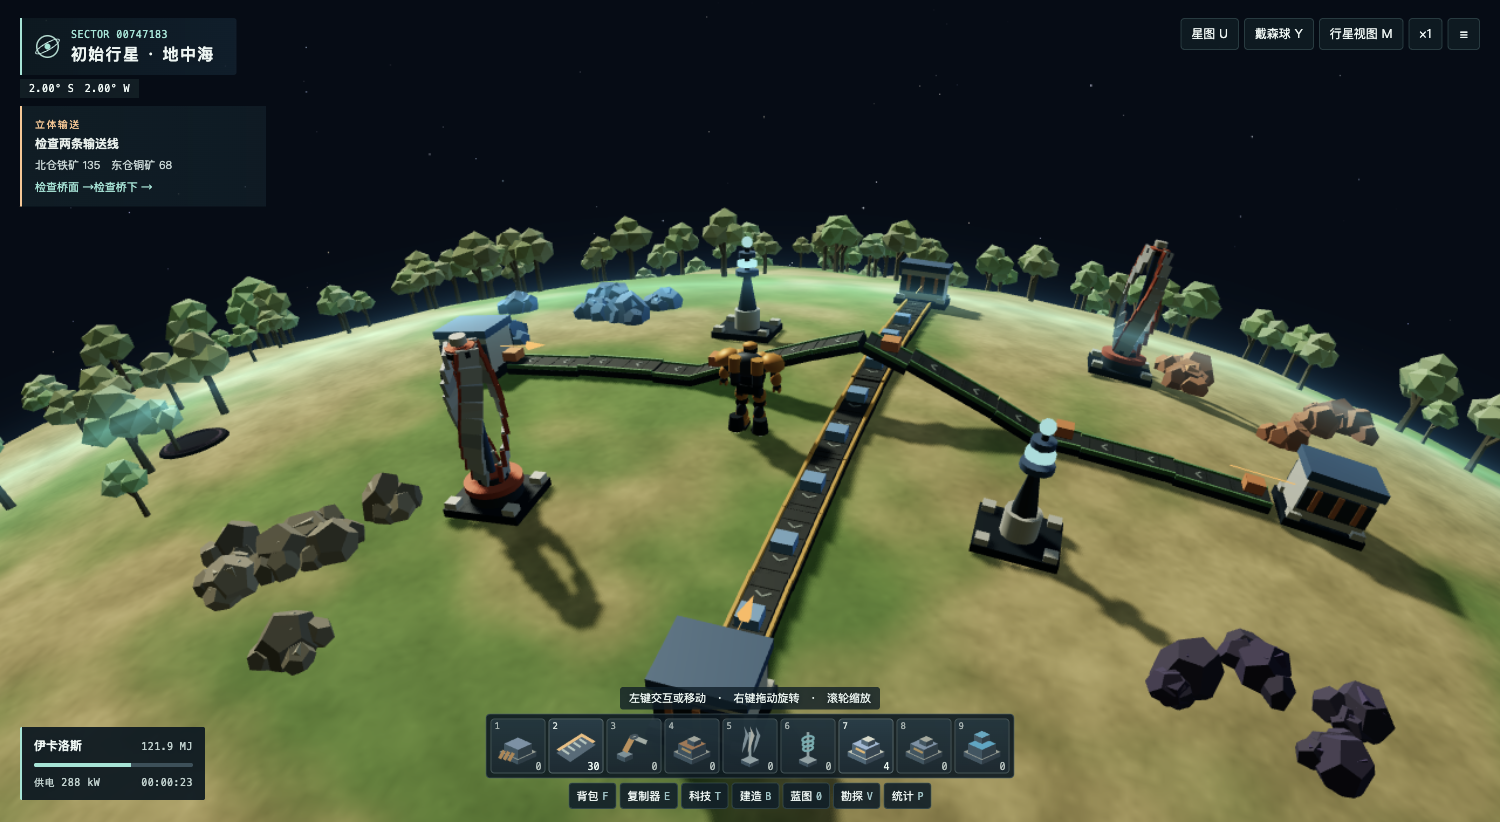 SECTOR 00747183
初始行星 · 地中海
2.00° S 2.00° W
立体输送
检查两条输送线
北仓铁矿 135 东仓铜矿 68
检查桥面 →检查桥下 →
星图 U 戴森球 Y 行星视图 M ×1 ≡
左键交互或移动 · 右键拖动旋转 · 滚轮缩放
1 2 3 4 5 6 7 8 9
0 30 0 0 0 0 4 0 0
背包 F 复制器 E 科技 T 建造 B 蓝图 0 勘探 V 统计 P
伊卡洛斯 121.9 MJ
供电 288 kW 00:00:23